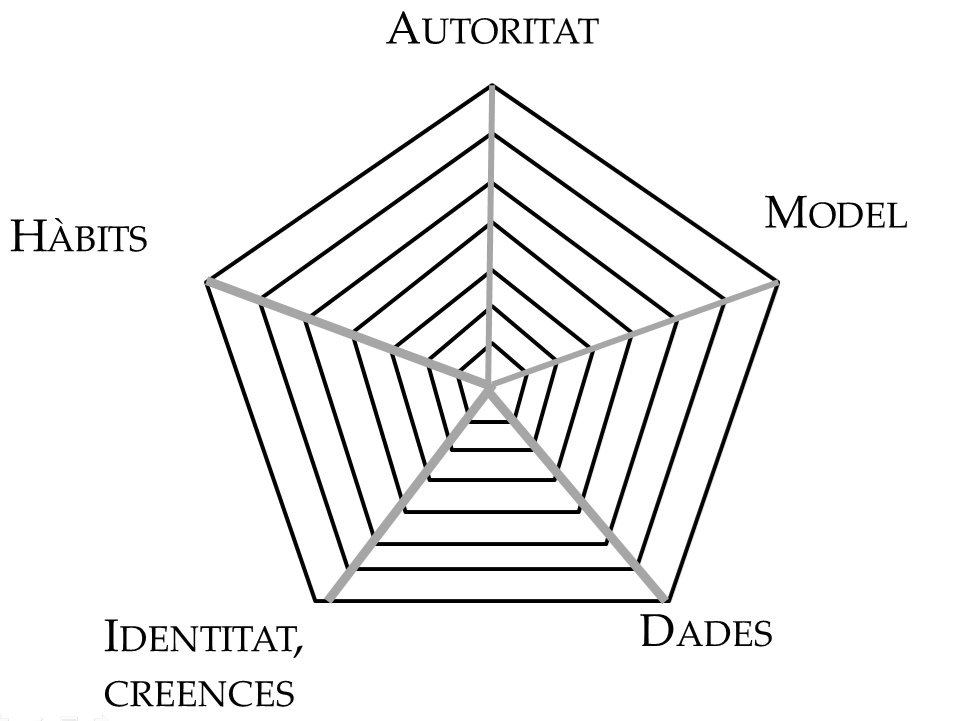 AUTORITAT
MODEL
HÀBITS
IDENTITAT,
CREENCES
DADES